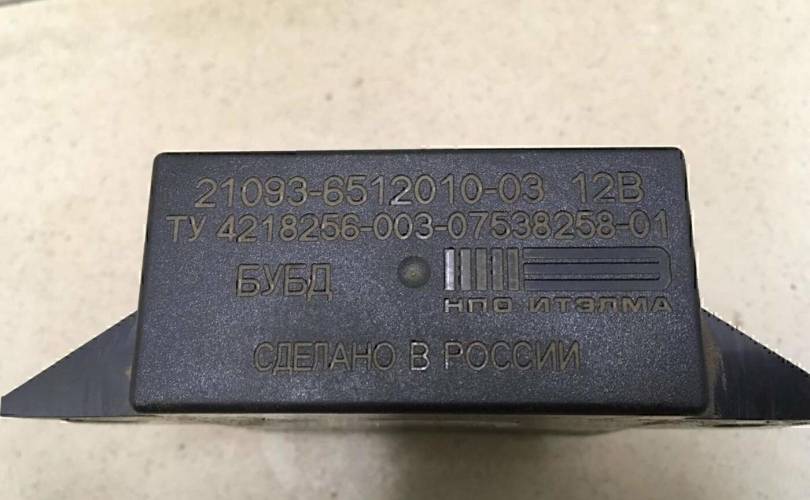 21093-6512010-03 12В
ТУ 4218256-003-07538258-01
БУБД
НПО ИТЭЛМА
СДЕЛАНО В РОССИИ